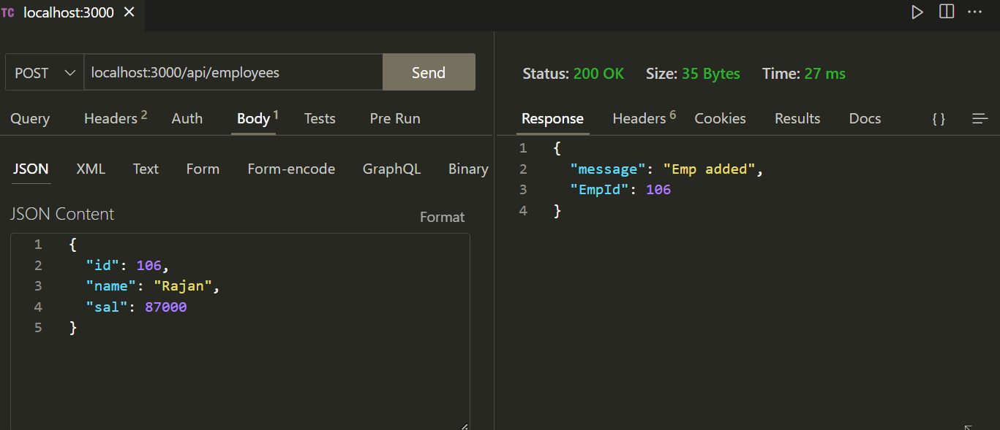 TC localhost:3000 ×
POST localhost:3000/api/employees Send
Query Headers 2 Auth Body 1 Tests Pre Run
JSON XML Text Form Form-encode GraphQL Binary
JSON Content Format
1 {
2 "id": 106,
3 "name": "Rajan",
4 "sal": 87000
5 }
Status: 200 OK Size: 35 Bytes Time: 27 ms
Response Headers 6 Cookies Results Docs { }
1 {
2 "message": "Emp added",
3 "EmpId": 106
4 }